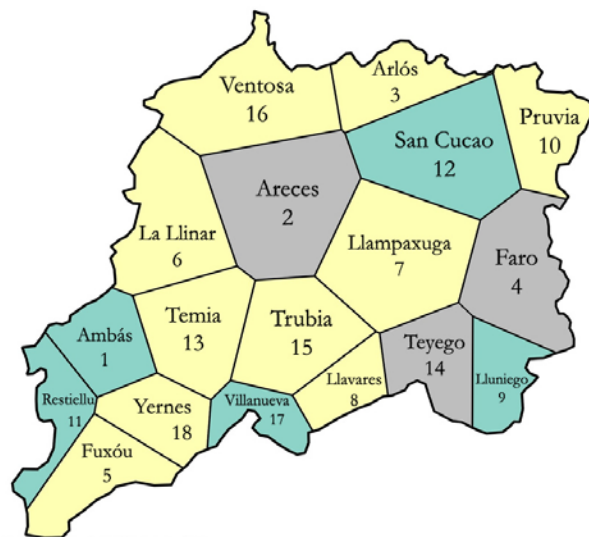 Ventosa
16
Arlós
3
Pruvia
10
San Cucao
12
Areces
2
La Llinar
6
Llampaxuga
7
Faro
4
Ambás
1
Temia
13
Trubia
15
Teyego
14
Lluniego
9
Restiellu
11
Yernes
18
Villanueva
17
Llavares
8
Fuxóu
5